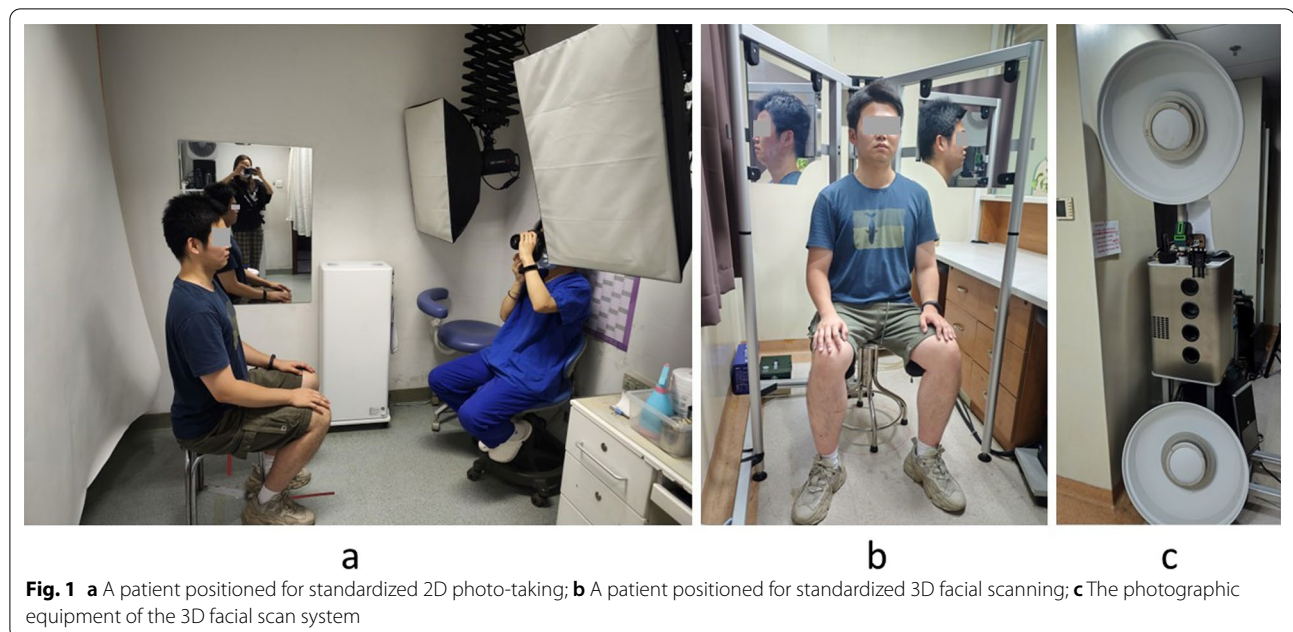 a
b
c
Fig. 1 a A patient positioned for standardized 2D photo-taking; b A patient positioned for standardized 3D facial scanning; c The photographic
equipment of the 3D facial scan system